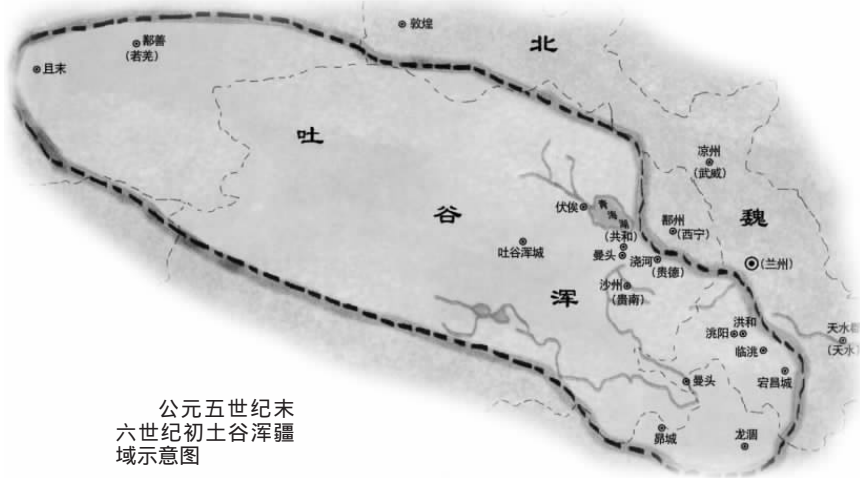 敦煌
北
鄯善
(若羌)
且末
吐
凉州
(武威)
谷
伏俟
青海湖
鄯州
(西宁)
魏
(共和)
吐谷浑城
曼头
浇河
(贵德)
(兰州)
沙州
(贵南)
浑
洮阳
洪和
天水郡
(天水)
临洮
宕昌城
曼头
昴城
龙涸
公元五世纪末
六世纪初土谷浑疆
域示意图